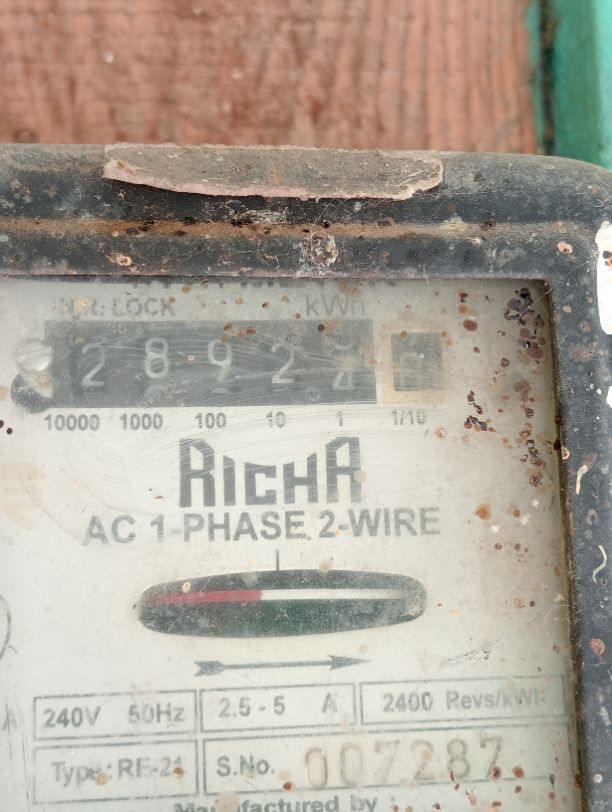 LOCK kWh
2 8 9 2
10000 1000 100 10 1 1/10
RICHA
AC 1-PHASE 2-WIRE
240V 50Hz 2.5 - 5 A 2400 Revs/kWh
Type: RF-21 S.No. 007287
Manufactured by :